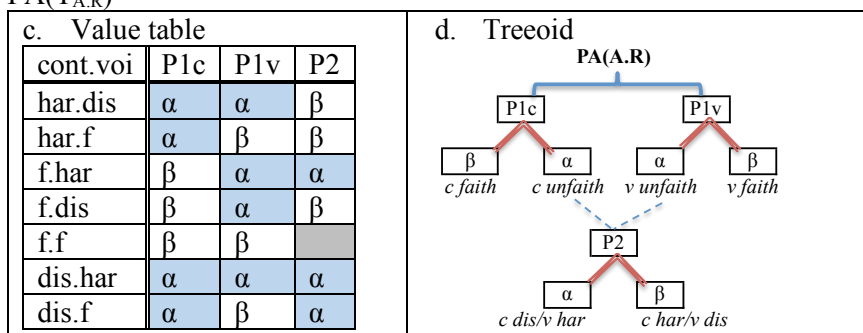 PA(T_A.R)
c. Value table
cont.voi P1c P1v P2
har.dis α α β
har.f α β β
f.har β α α
f.dis β α β
f.f β β
dis.har α α α
dis.f α β α
d. Treeoid
PA(A.R)
P1c P1v
β α α β
c faith c unfaith v unfaith v faith
P2
α β
c dis/v har c har/v dis